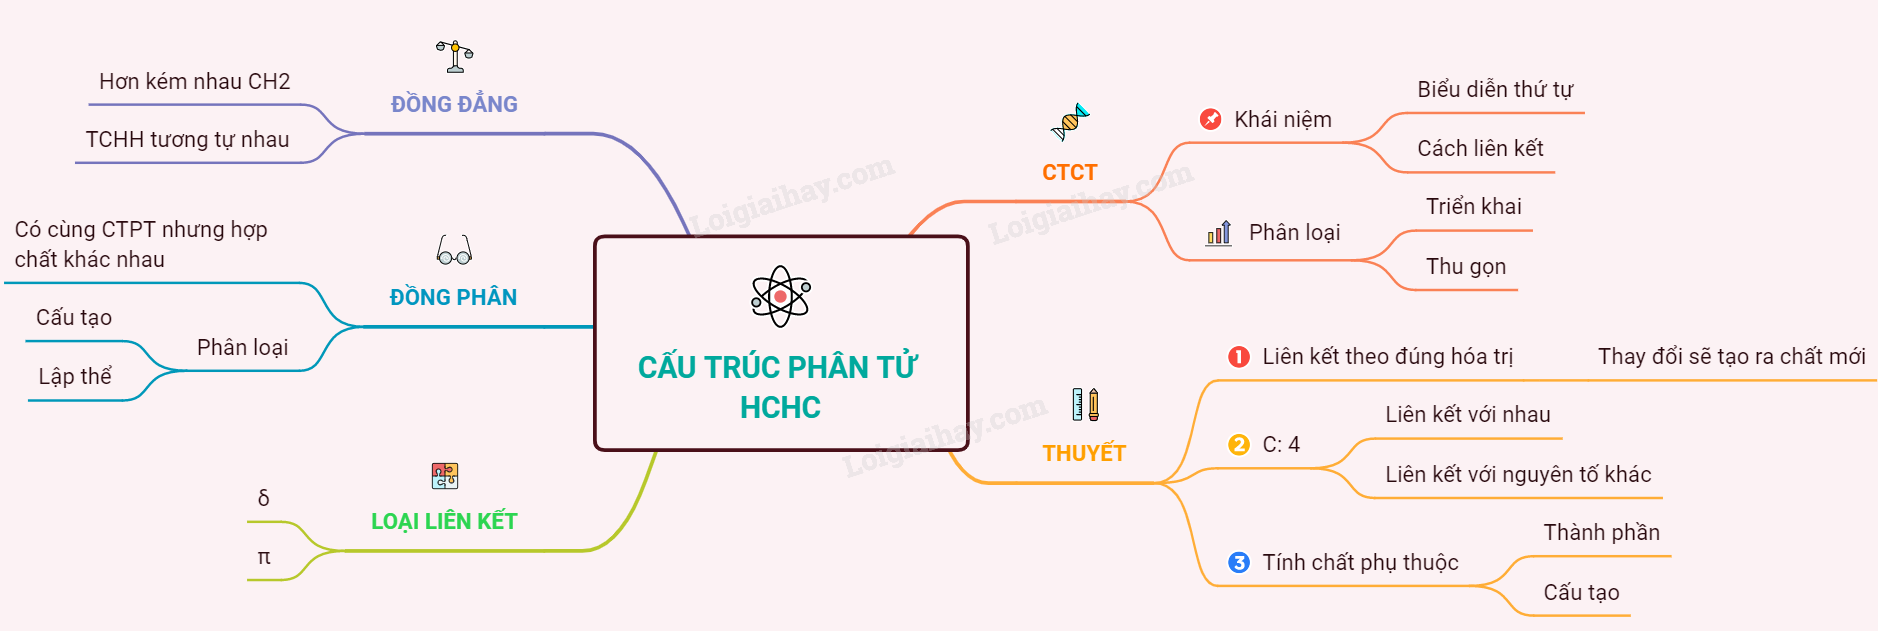 Hơn kém nhau CH2
TCHH tương tự nhau
ĐỒNG ĐẲNG
Có cùng CTPT nhưng hợp
chất khác nhau
Cấu tạo
Lập thể
Phân loại
ĐỒNG PHÂN
δ
π
LOẠI LIÊN KẾT
CẤU TRÚC PHÂN TỬ
HCHC
CTCT
Khái niệm
Biểu diễn thứ tự
Cách liên kết
Phân loại
Triển khai
Thu gọn
THUYẾT
1 Liên kết theo đúng hóa trị
Thay đổi sẽ tạo ra chất mới
2 C: 4
Liên kết với nhau
Liên kết với nguyên tố khác
3 Tính chất phụ thuộc
Thành phần
Cấu tạo
Loigiaihay.com
Loigiaihay.com
Loigiaihay.com